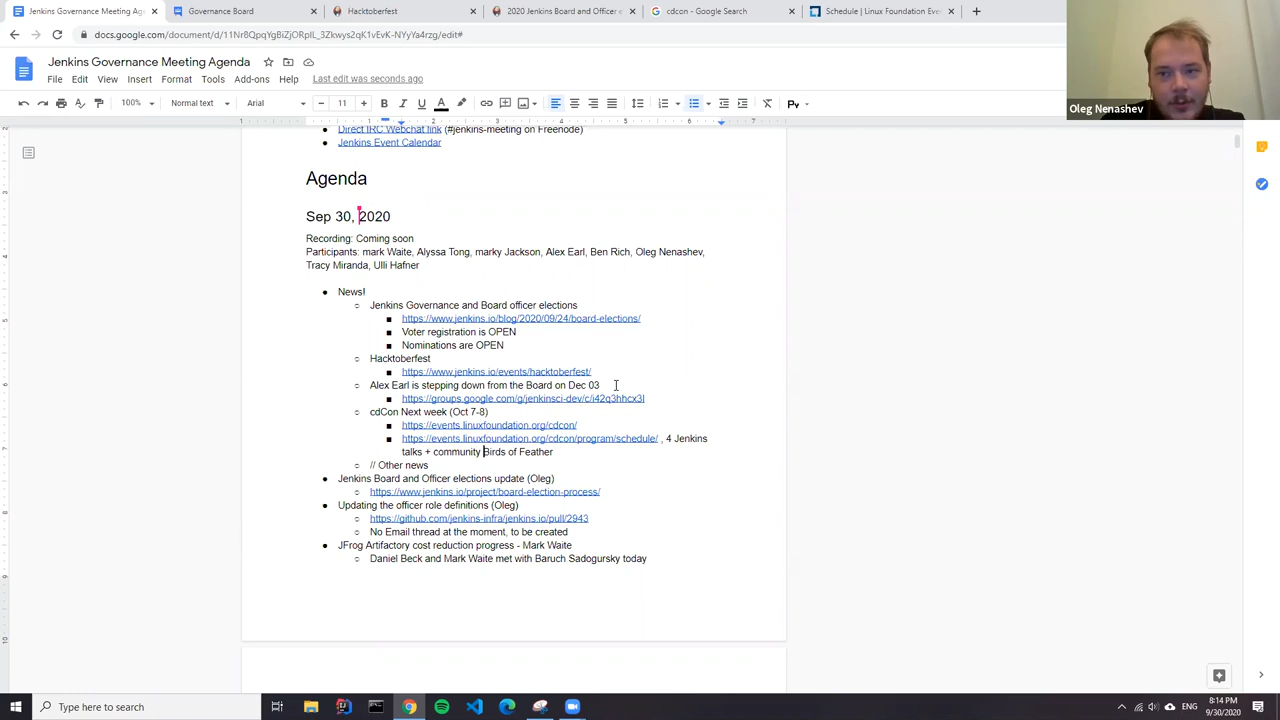 Jenkins Governance Meeting Agenda
Governance Board
Hacktoberfest
2020 Jenkins Board and Officer e
cdcon - Google Search
Schedule | Linux Foundation Eve
docs.google.com/document/d/11Nr8QpqYgBiZjORpIL_3Zkwys2qK1vEvK-NYyYa4rzg/edit#
Jenkins Governance Meeting Agenda
File Edit View Insert Format Tools Add-ons Help Last edit was seconds ago
100% Normal text Arial 11
Oleg Nenashev
Direct IRC Webchat link (#jenkins-meeting on Freenode)
Jenkins Event Calendar
Agenda
Sep 30, 2020
Recording: Coming soon
Participants: mark Waite, Alyssa Tong, marky Jackson, Alex Earl, Ben Rich, Oleg Nenashev,
Tracy Miranda, Ulli Hafner
News!
Jenkins Governance and Board officer elections
https://www.jenkins.io/blog/2020/09/24/board-elections/
Voter registration is OPEN
Nominations are OPEN
Hacktoberfest
https://www.jenkins.io/events/hacktoberfest/
Alex Earl is stepping down from the Board on Dec 03
https://groups.google.com/g/jenkinsci-dev/c/i42q3hhcx3I
cdCon Next week (Oct 7-8)
https://events.linuxfoundation.org/cdcon/
https://events.linuxfoundation.org/cdcon/program/schedule/ , 4 Jenkins
talks + community Birds of Feather
// Other news
Jenkins Board and Officer elections update (Oleg)
https://www.jenkins.io/project/board-election-process/
Updating the officer role definitions (Oleg)
https://github.com/jenkins-infra/jenkins.io/pull/2943
No Email thread at the moment, to be created
JFrog Artifactory cost reduction progress - Mark Waite
Daniel Beck and Mark Waite met with Baruch Sadogursky today
Type here to search
ENG
8:14 PM
9/30/2020